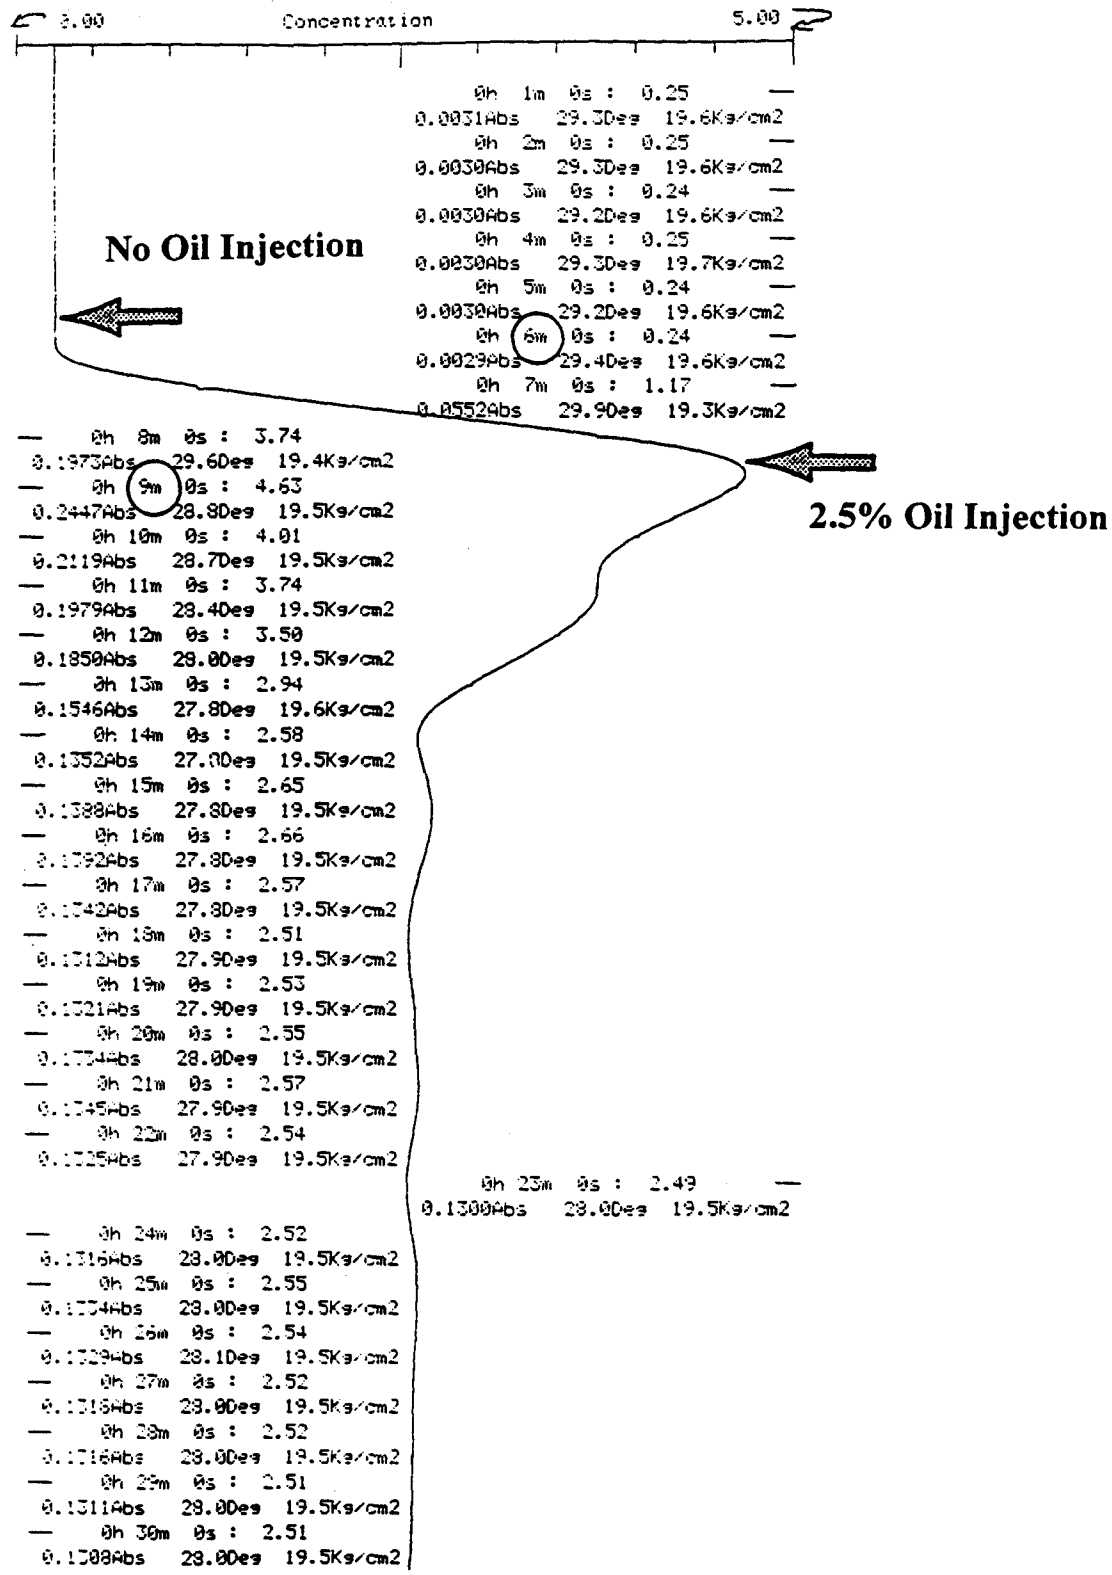 0.00 Concentration 5.00
0h 1m 0s : 0.25
0.0031Abs 29.3Deg 19.6Kg/cm2
0h 2m 0s : 0.25
0.0030Abs 29.3Deg 19.6Kg/cm2
0h 3m 0s : 0.24
0.0030Abs 29.2Deg 19.6Kg/cm2
0h 4m 0s : 0.25
0.0030Abs 29.3Deg 19.7Kg/cm2
0h 5m 0s : 0.24
0.0030Abs 29.2Deg 19.6Kg/cm2
0h 6m 0s : 0.24
0.0029Abs 29.4Deg 19.6Kg/cm2
0h 7m 0s : 1.17
0.0552Abs 29.9Deg 19.3Kg/cm2
No Oil Injection
0h 8m 0s : 3.74
0.1973Abs 29.6Deg 19.4Kg/cm2
0h 9m 0s : 4.63
0.2447Abs 28.8Deg 19.5Kg/cm2
2.5% Oil Injection
0h 10m 0s : 4.01
0.2119Abs 28.7Deg 19.5Kg/cm2
0h 11m 0s : 3.74
0.1979Abs 28.4Deg 19.5Kg/cm2
0h 12m 0s : 3.50
0.1850Abs 28.0Deg 19.5Kg/cm2
0h 13m 0s : 2.94
0.1546Abs 27.8Deg 19.6Kg/cm2
0h 14m 0s : 2.58
0.1352Abs 27.8Deg 19.5Kg/cm2
0h 15m 0s : 2.65
0.1388Abs 27.8Deg 19.5Kg/cm2
0h 16m 0s : 2.66
0.1392Abs 27.8Deg 19.5Kg/cm2
0h 17m 0s : 2.57
0.1342Abs 27.8Deg 19.5Kg/cm2
0h 18m 0s : 2.51
0.1312Abs 27.9Deg 19.5Kg/cm2
0h 19m 0s : 2.53
0.1321Abs 27.9Deg 19.5Kg/cm2
0h 20m 0s : 2.55
0.1334Abs 28.0Deg 19.5Kg/cm2
0h 21m 0s : 2.57
0.1345Abs 27.9Deg 19.5Kg/cm2
0h 22m 0s : 2.54
0.1325Abs 27.9Deg 19.5Kg/cm2
0h 23m 0s : 2.49
0.1300Abs 28.0Deg 19.5Kg/cm2
0h 24m 0s : 2.52
0.1316Abs 28.0Deg 19.5Kg/cm2
0h 25m 0s : 2.55
0.1334Abs 28.0Deg 19.5Kg/cm2
0h 26m 0s : 2.54
0.1329Abs 28.1Deg 19.5Kg/cm2
0h 27m 0s : 2.52
0.1318Abs 28.0Deg 19.5Kg/cm2
0h 28m 0s : 2.52
0.1316Abs 28.0Deg 19.5Kg/cm2
0h 29m 0s : 2.51
0.1311Abs 28.0Deg 19.5Kg/cm2
0h 30m 0s : 2.51
0.1308Abs 28.0Deg 19.5Kg/cm2